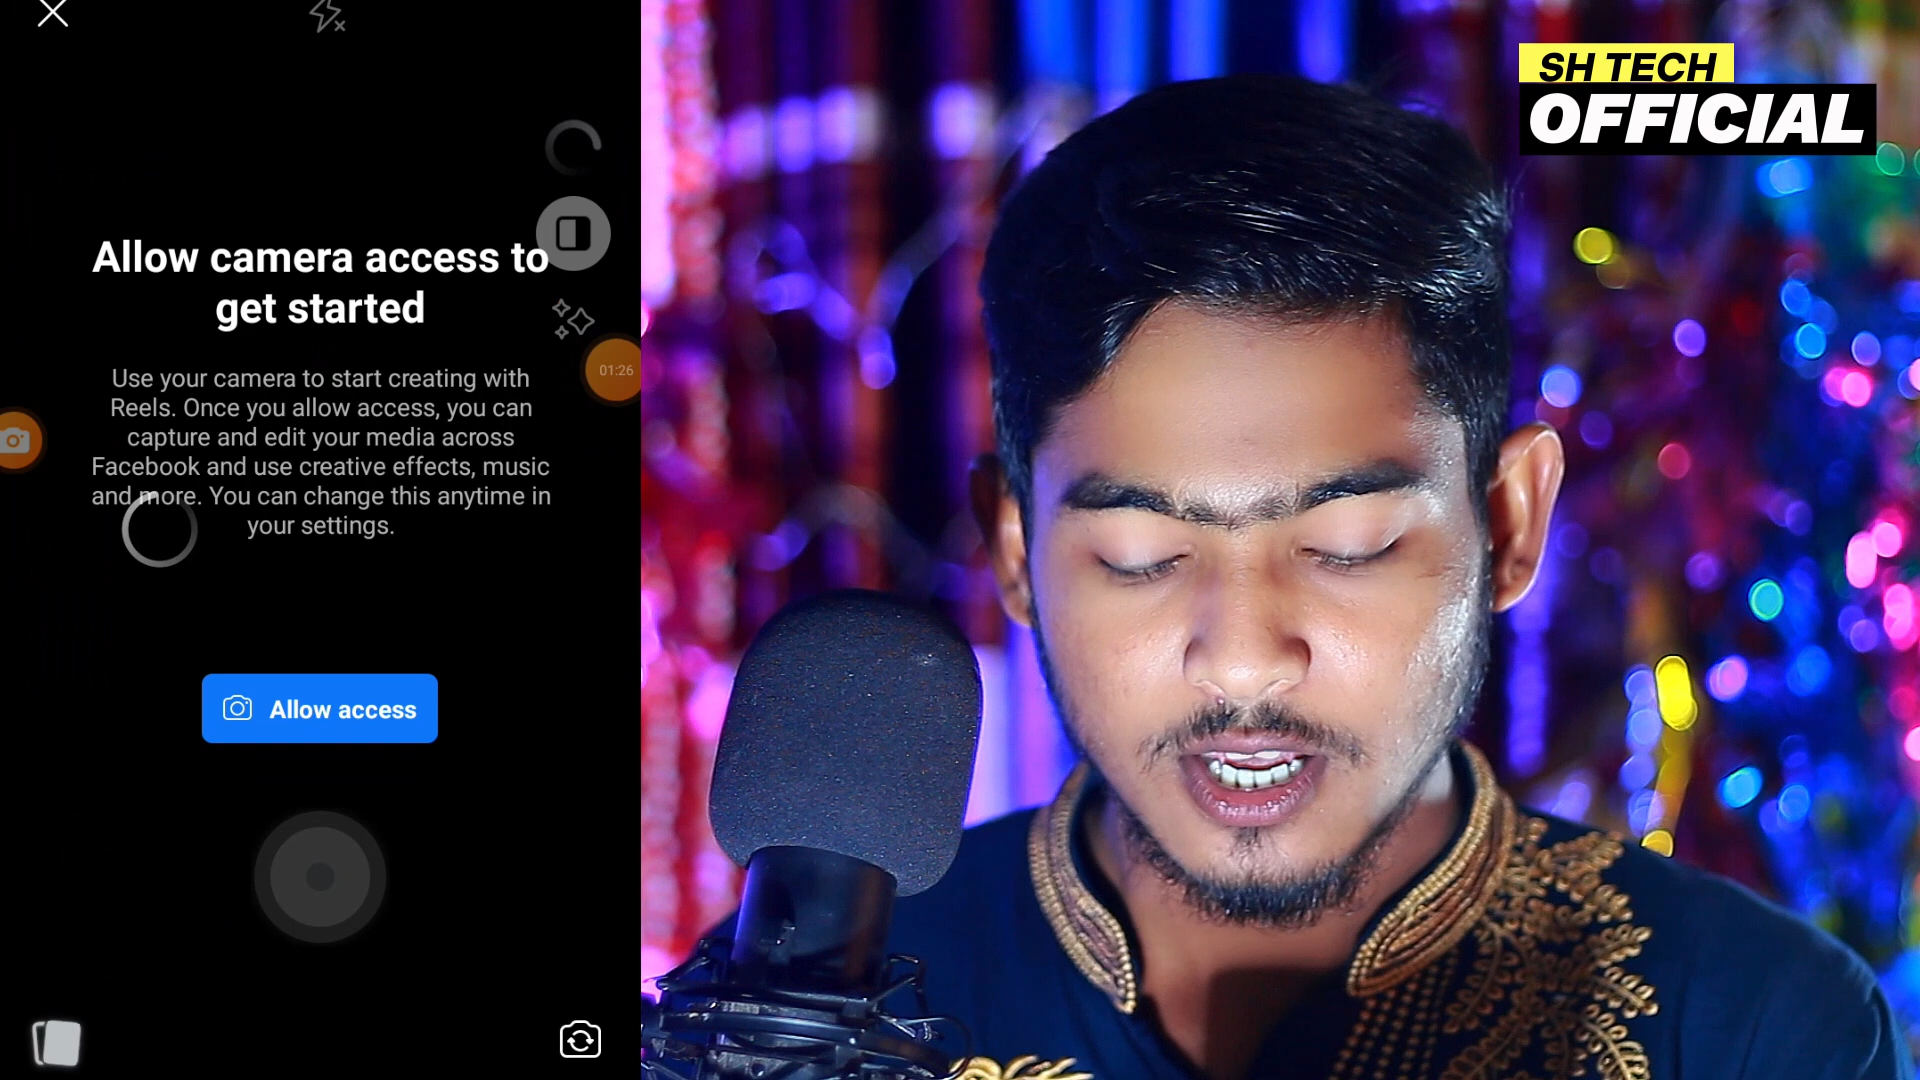 Allow camera access to
get started
Use your camera to start creating with
Reels. Once you allow access, you can
capture and edit your media across
Facebook and use creative effects, music
and more. You can change this anytime in
your settings.
01:26
Allow access
SH TECH
OFFICIAL